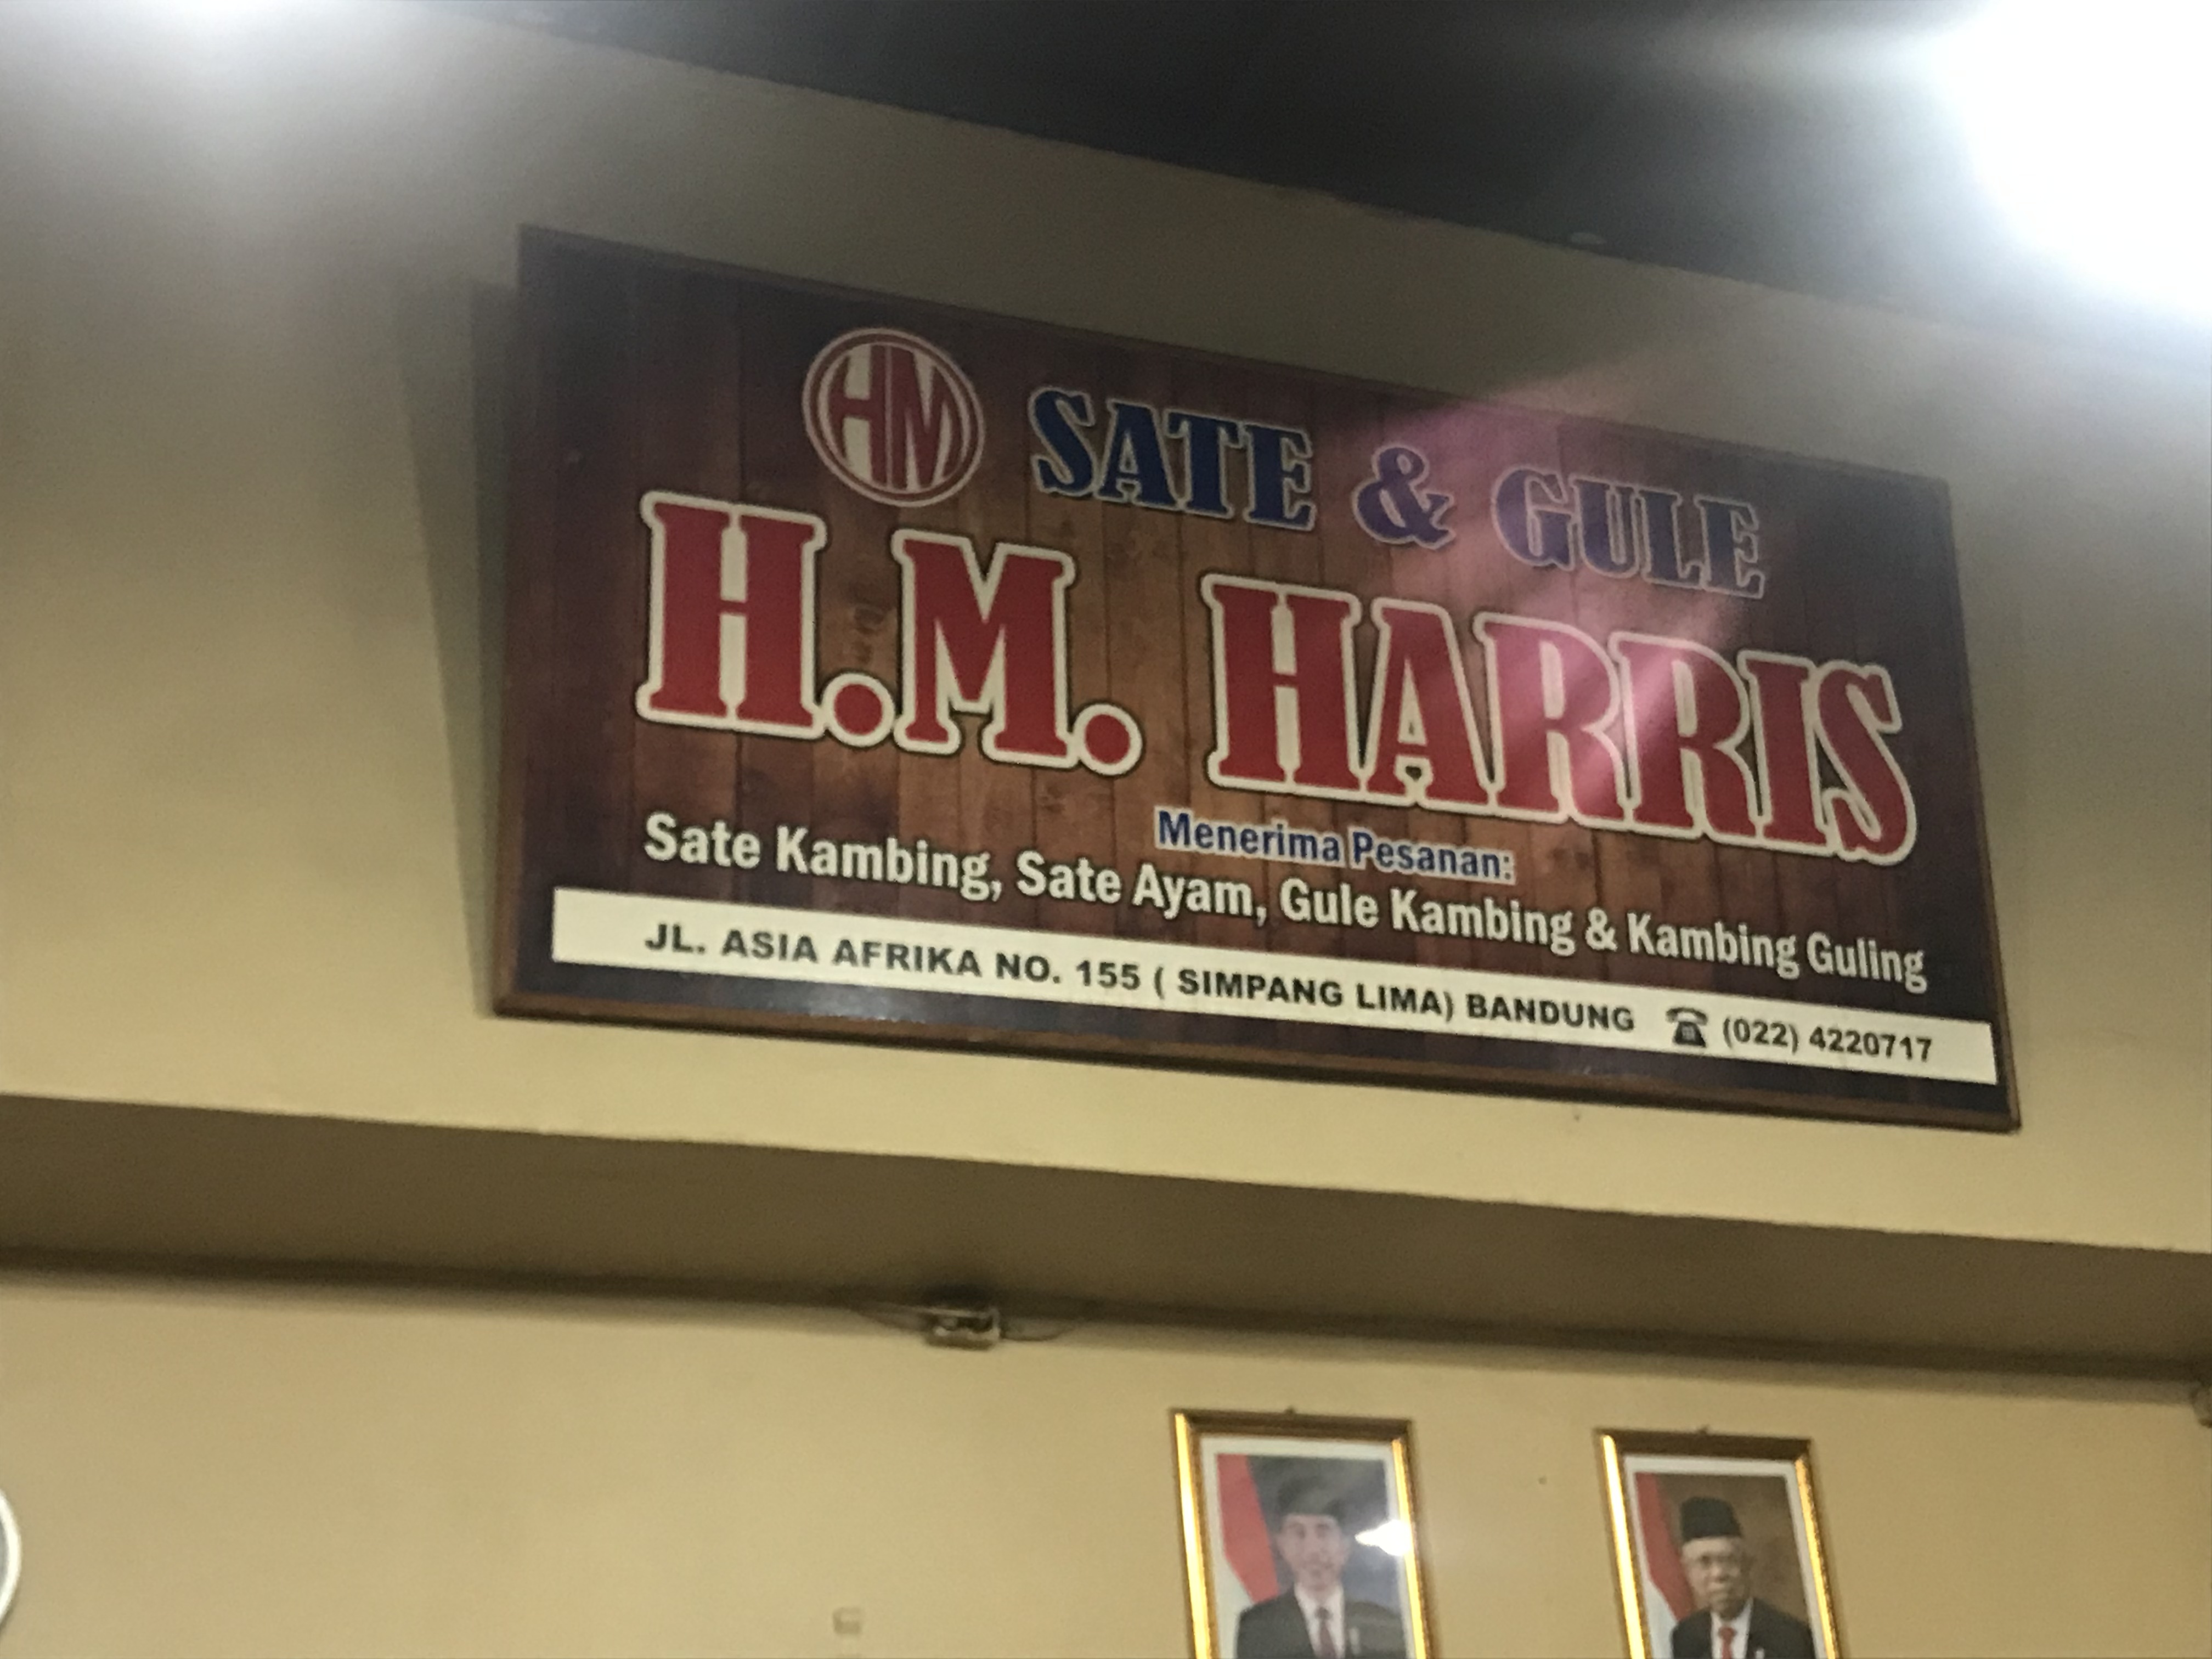 HM SATE & GULE
H.M. HARRIS
Menerima Pesanan:
Sate Kambing, Sate Ayam, Gule Kambing & Kambing Guling
JL. ASIA AFRIKA NO. 155 ( SIMPANG LIMA) BANDUNG (022) 4220717